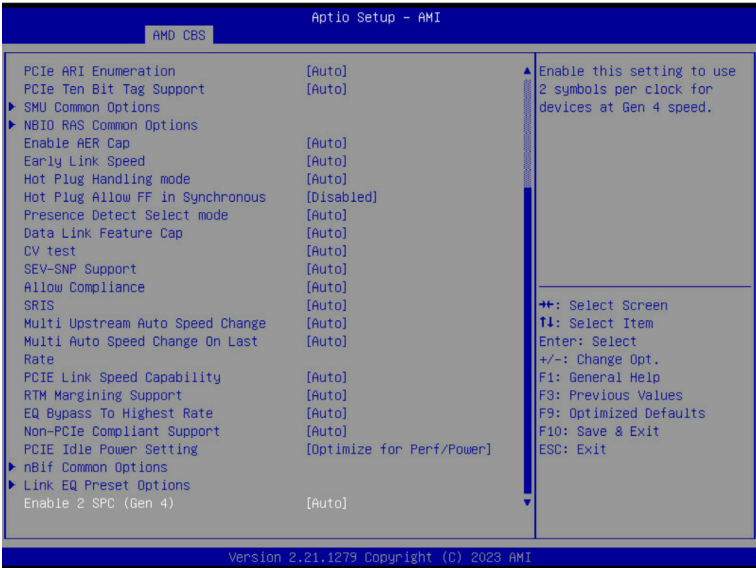 Aptio Setup – AMI
AMD CBS
PCIe ARI Enumeration [Auto]
PCIe Ten Bit Tag Support [Auto]
SMU Common Options
NBIO RAS Common Options
Enable AER Cap [Auto]
Early Link Speed [Auto]
Hot Plug Handling mode [Auto]
Hot Plug Allow FF in Synchronous [Disabled]
Presence Detect Select mode [Auto]
Data Link Feature Cap [Auto]
CV test [Auto]
SEV-SNP Support [Auto]
Allow Compliance [Auto]
SRIS [Auto]
Multi Upstream Auto Speed Change [Auto]
Multi Auto Speed Change On Last [Auto]
Rate
PCIE Link Speed Capability [Auto]
RTM Margining Support [Auto]
EQ Bypass To Highest Rate [Auto]
Non-PCIe Compliant Support [Auto]
PCIE Idle Power Setting [Optimize for Perf/Power]
nBif Common Options
Link EQ Preset Options
Enable 2 SPC (Gen 4) [Auto]
Enable this setting to use
2 symbols per clock for
devices at Gen 4 speed.
→←: Select Screen
↑↓: Select Item
Enter: Select
+/-: Change Opt.
F1: General Help
F3: Previous Values
F9: Optimized Defaults
F10: Save & Exit
ESC: Exit
Version 2.21.1279 Copyright (C) 2023 AMI